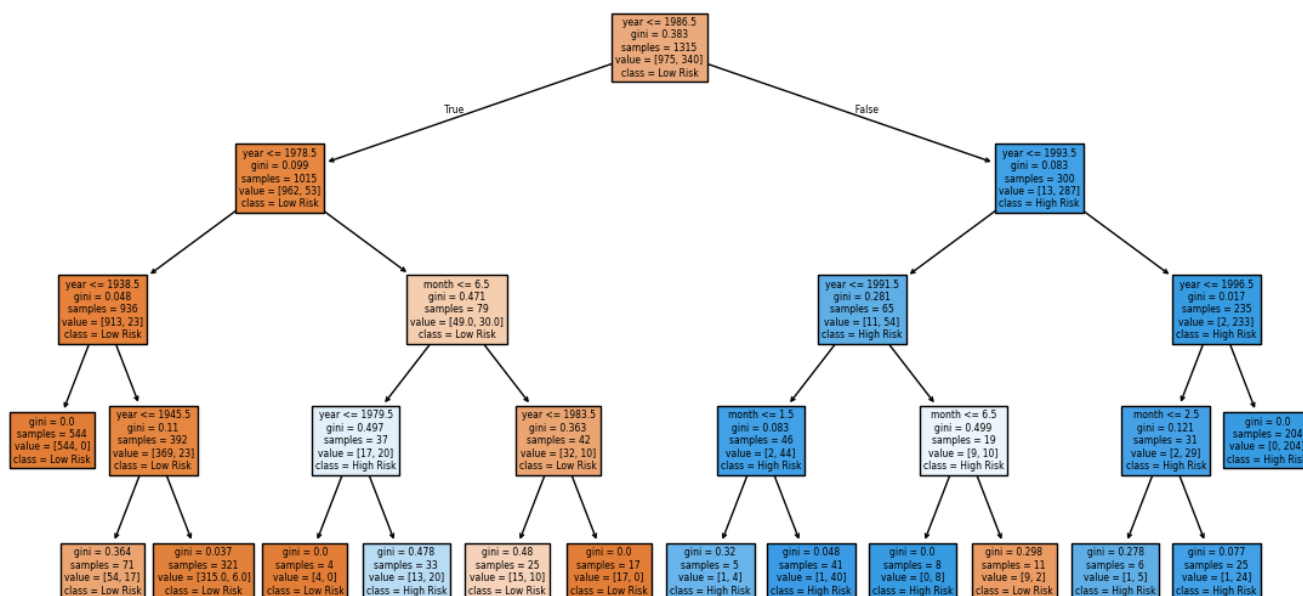 year <= 1986.5
gini = 0.383
samples = 1315
value = [975, 340]
class = Low Risk
True
False
year <= 1978.5
gini = 0.099
samples = 1015
value = [962, 53]
class = Low Risk
year <= 1993.5
gini = 0.083
samples = 300
value = [13, 287]
class = High Risk
year <= 1938.5
gini = 0.048
samples = 936
value = [913, 23]
class = Low Risk
month <= 6.5
gini = 0.471
samples = 79
value = [49.0, 30.0]
class = Low Risk
year <= 1991.5
gini = 0.281
samples = 65
value = [11, 54]
class = High Risk
year <= 1996.5
gini = 0.017
samples = 235
value = [2, 233]
class = High Risk
gini = 0.0
samples = 544
value = [544, 0]
class = Low Risk
year <= 1945.5
gini = 0.11
samples = 392
value = [369, 23]
class = Low Risk
year <= 1979.5
gini = 0.497
samples = 37
value = [17, 20]
class = High Risk
year <= 1983.5
gini = 0.363
samples = 42
value = [32, 10]
class = Low Risk
month <= 1.5
gini = 0.083
samples = 46
value = [2, 44]
class = High Risk
month <= 6.5
gini = 0.499
samples = 19
value = [9, 10]
class = High Risk
month <= 2.5
gini = 0.121
samples = 31
value = [2, 29]
class = High Risk
gini = 0.0
samples = 204
value = [0, 204]
class = High Risk
gini = 0.364
samples = 71
value = [54, 17]
class = Low Risk
gini = 0.037
samples = 321
value = [315.0, 6.0]
class = Low Risk
gini = 0.0
samples = 4
value = [4, 0]
class = Low Risk
gini = 0.478
samples = 33
value = [13, 20]
class = High Risk
gini = 0.48
samples = 25
value = [15, 10]
class = Low Risk
gini = 0.0
samples = 17
value = [17, 0]
class = Low Risk
gini = 0.32
samples = 5
value = [1, 4]
class = High Risk
gini = 0.048
samples = 41
value = [1, 40]
class = High Risk
gini = 0.0
samples = 8
value = [0, 8]
class = High Risk
gini = 0.298
samples = 11
value = [9, 2]
class = Low Risk
gini = 0.278
samples = 6
value = [1, 5]
class = High Risk
gini = 0.077
samples = 25
value = [1, 24]
class = High Risk